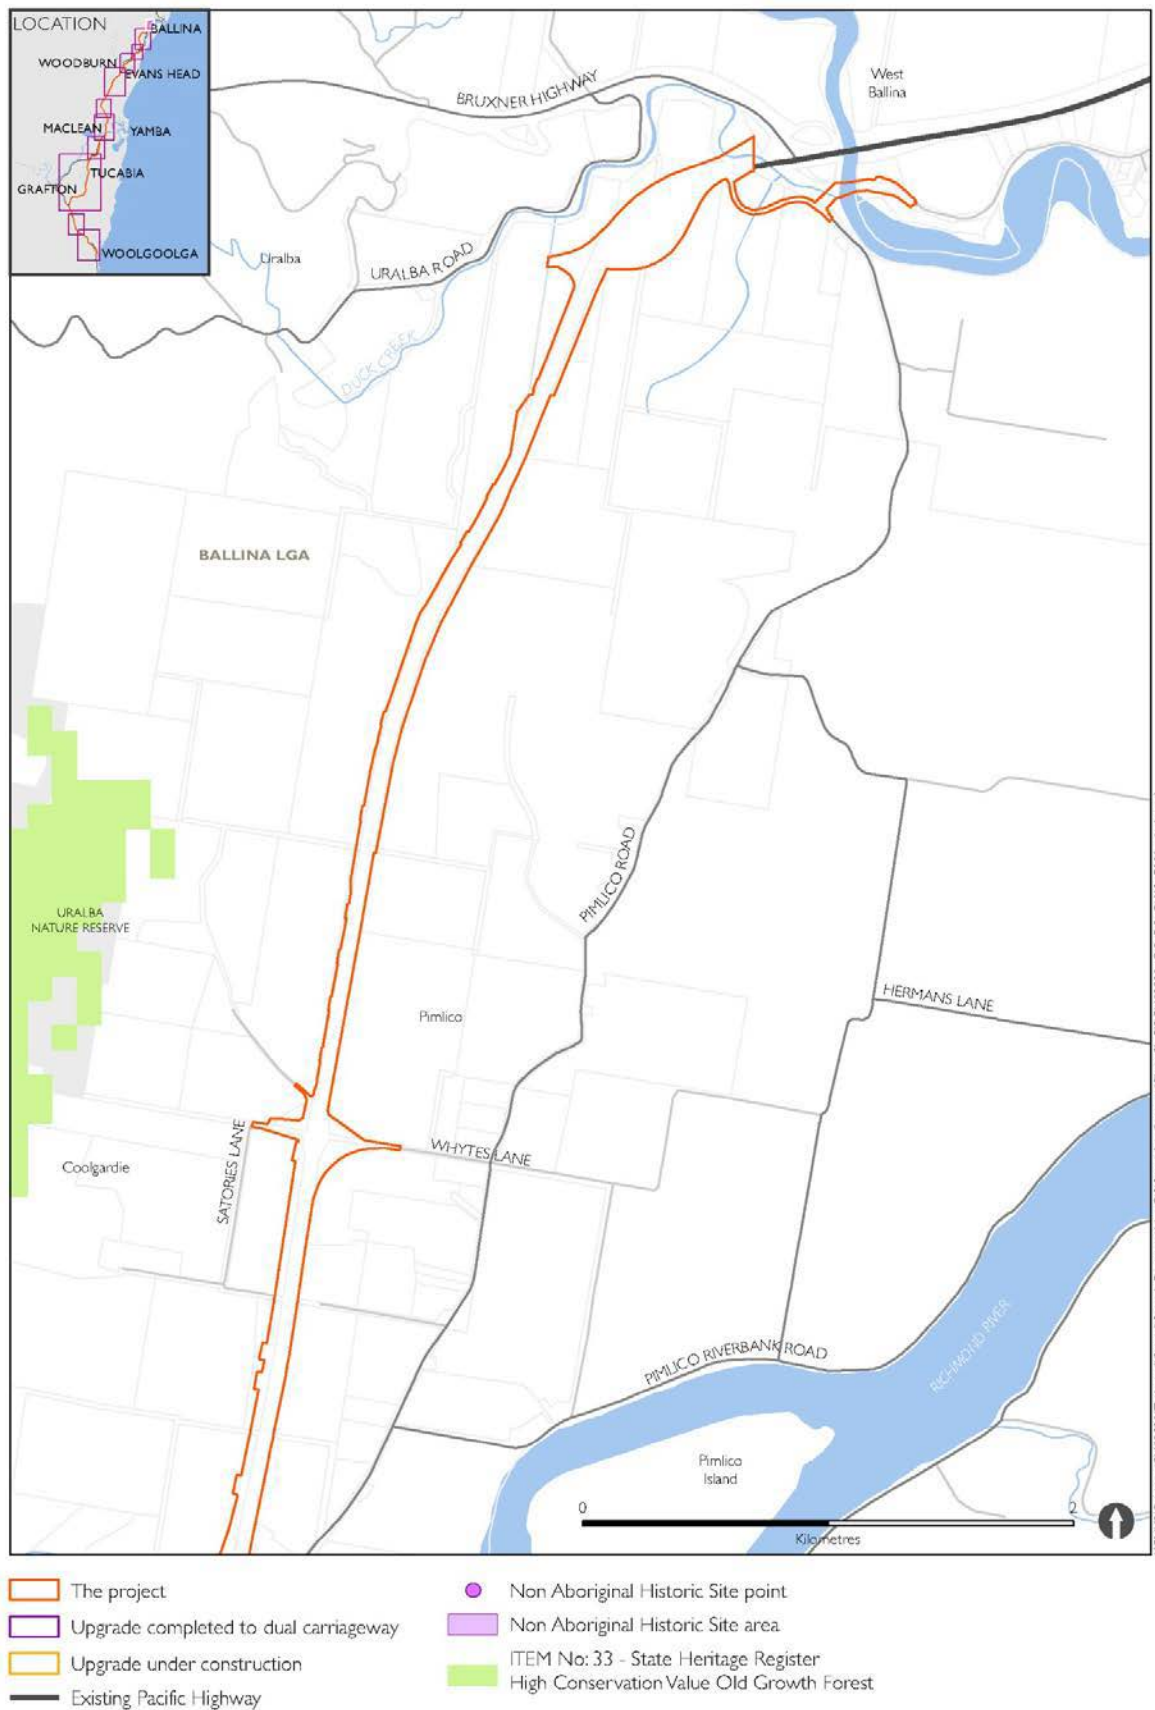 LOCATION
BALLINA
WOODBURN
EVANS HEAD
MACLEAN
YAMBA
TUCABIA
GRAFTON
WOOLGOOLGA
BRUXNER HIGHWAY
West
Ballina
Uralba
URALBA ROAD
DUCK CREEK
BALLINA LGA
PIMLICO ROAD
URALBA
NATURE RESERVE
HERMANS LANE
Pimlico
SATORIES LANE
WHYTES LANE
Coolgardie
PIMLICO RIVERBANK ROAD
RICHMOND RIVER
Pimlico
Island
0
2
Kilometres
The project
Upgrade completed to dual carriageway
Upgrade under construction
Existing Pacific Highway
Non Aboriginal Historic Site point
Non Aboriginal Historic Site area
ITEM No: 33 - State Heritage Register
High Conservation Value Old Growth Forest